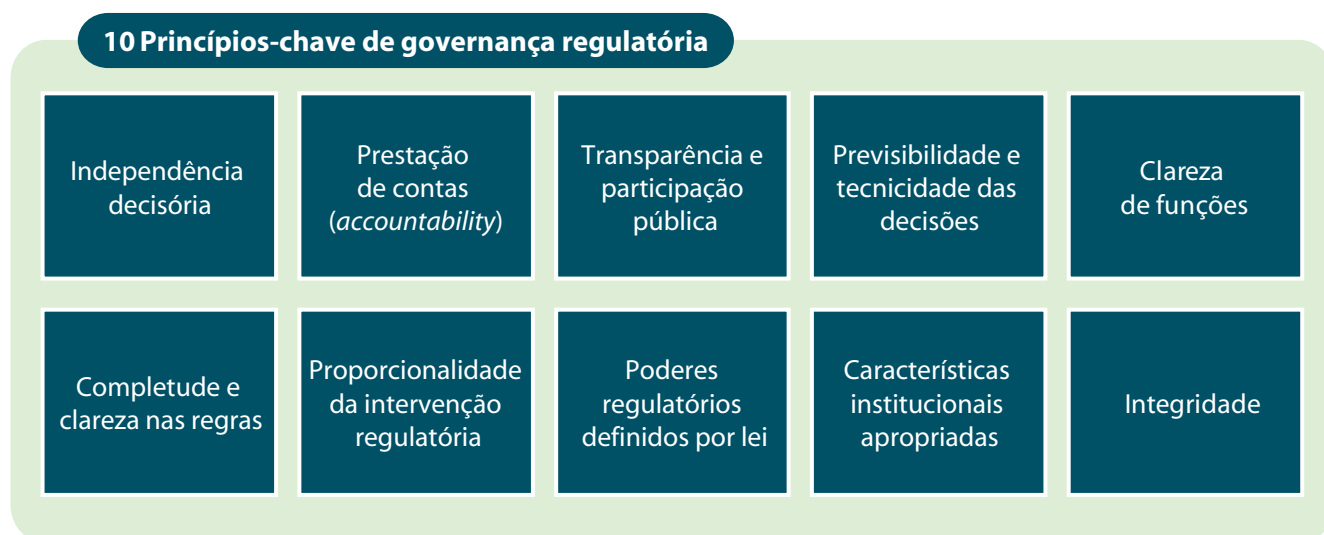 10 Princípios-chave de governança regulatória
Independência
decisória
Prestação
de contas
(accountability)
Transparência e
participação
pública
Previsibilidade e
tecnicidade das
decisões
Clareza
de funções
Completude e
clareza nas regras
Proporcionalidade
da intervenção
regulatória
Poderes
regulatórios
definidos por lei
Características
institucionais
apropriadas
Integridade